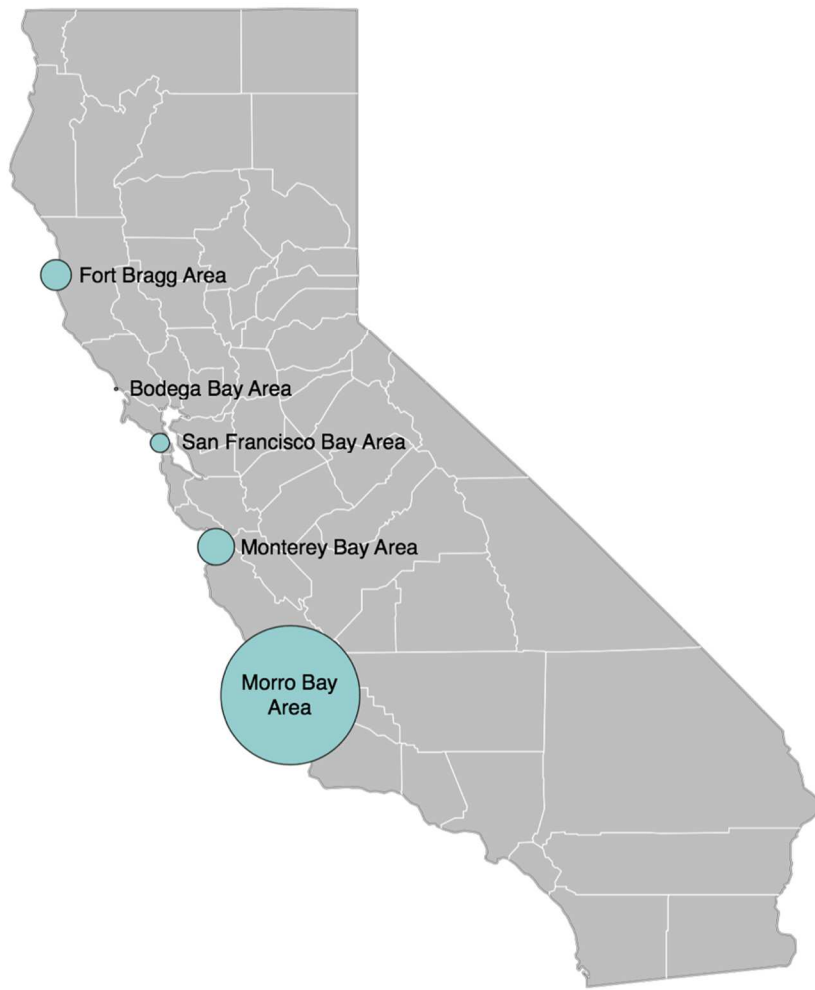 Fort Bragg Area
Bodega Bay Area
San Francisco Bay Area
Monterey Bay Area
Morro Bay
Area